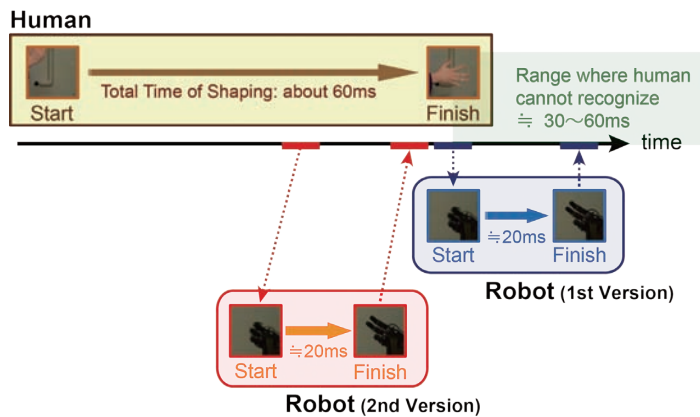 Human
Start
Total Time of Shaping: about 60ms
Finish
Range where human
cannot recognize
≒ 30〜60ms
time
Start
≒20ms
Finish
Robot (1st Version)
Start
≒20ms
Finish
Robot (2nd Version)